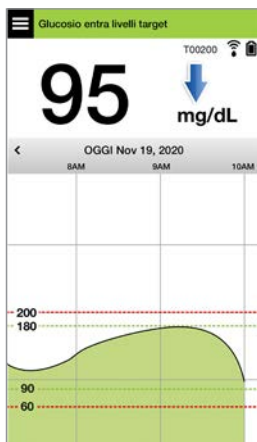 Glucosio entra livelli target
T00200
95
mg/dL
< OGGI Nov 19, 2020
8AM 9AM 10AM
200
180
90
60